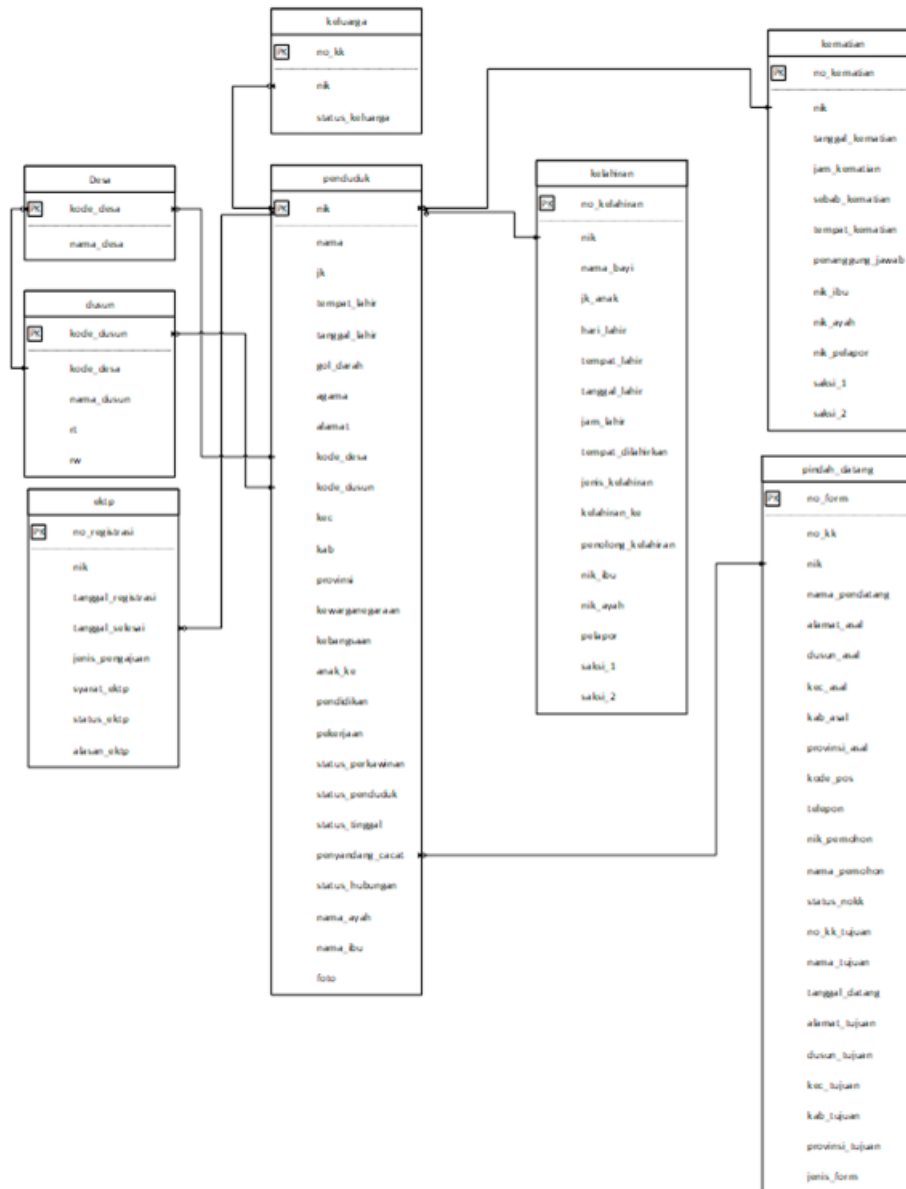 keluarga
PK no_kk
nik
status_keluarga
kematian
PK no_kematian
nik
tanggal_kematian
jam_kematian
sebab_kematian
tempat_kematian
penanggung_jawab
nik_ibu
nik_ayah
nik_pelapor
saksi_1
saksi_2
Desa
PK kode_desa
nama_desa
penduduk
PK nik
nama
jk
tempat_lahir
tanggal_lahir
gol_darah
agama
alamat
kode_desa
kode_dusun
kec
kab
provinsi
kewarganegaraan
kebangsaan
anak_ke
pendidikan
pekerjaan
status_perkawinan
status_penduduk
status_tinggal
penyandang_cacat
status_hubungan
nama_ayah
nama_ibu
foto
kelahiran
PK no_kelahiran
nik
nama_bayi
jk_anak
hari_lahir
tempat_lahir
tanggal_lahir
jam_lahir
tempat_dilahirkan
jenis_kelahiran
kelahiran_ke
penolong_kelahiran
nik_ibu
nik_ayah
pelapor
saksi_1
saksi_2
dusun
PK kode_dusun
kode_desa
nama_dusun
rt
rw
ektp
PK no_registrasi
nik
tanggal_registrasi
tanggal_selesai
jenis_pengajuan
syarat_ektp
status_ektp
alasan_ektp
pindah_datang
PK no_form
no_kk
nik
nama_pendatang
alamat_asal
dusun_asal
kec_asal
kab_asal
provinsi_asal
kode_pos
telepon
nik_pemohon
nama_pemohon
status_nokk
no_kk_tujuan
nama_tujuan
tanggal_datang
alamat_tujuan
dusun_tujuan
kec_tujuan
kab_tujuan
provinsi_tujuan
jenis_form